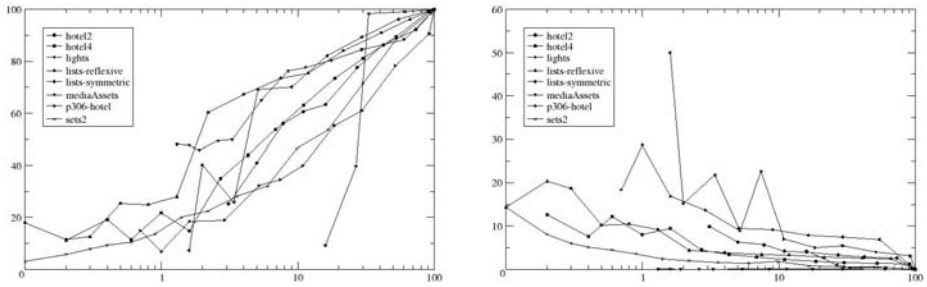 100
80
60
40
20
0
1
10
100
hotel2
hotel4
lights
lists-reflexive
lists-symmetric
mediaAssets
p306-hotel
sets2
60
50
40
30
20
10
0
0
1
10
100
hotel2
hotel4
lights
lists-reflexive
lists-symmetric
mediaAssets
p306-hotel
sets2